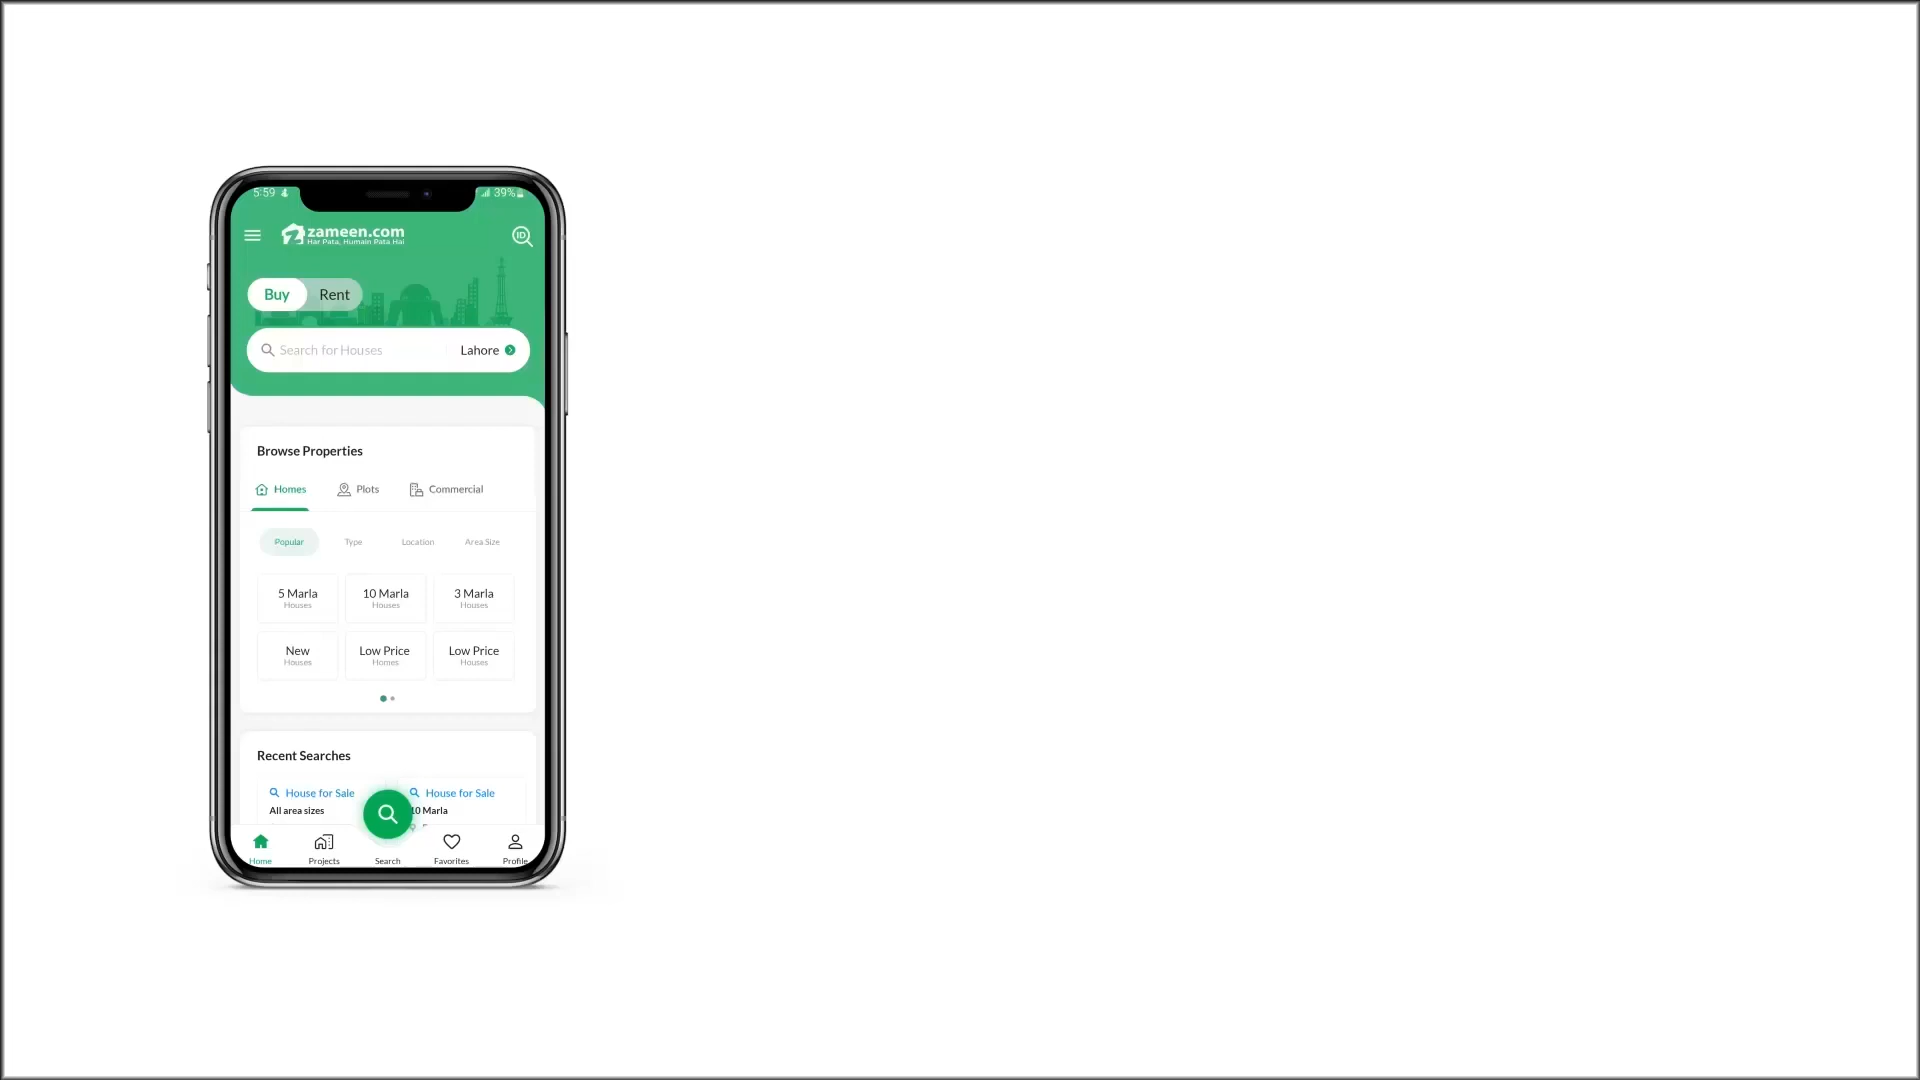 5:59
39%
zameen.com
Har Pata, Humain Pata Hai
ID
Buy Rent
Search for Houses Lahore
Browse Properties
Homes Plots Commercial
Popular Type Location Area Size
5 Marla 10 Marla 3 Marla
Houses Houses Houses
New Low Price Low Price
Houses Homes Houses
Recent Searches
House for Sale House for Sale
All area sizes 10 Marla
Home Projects Search Favorites Profile